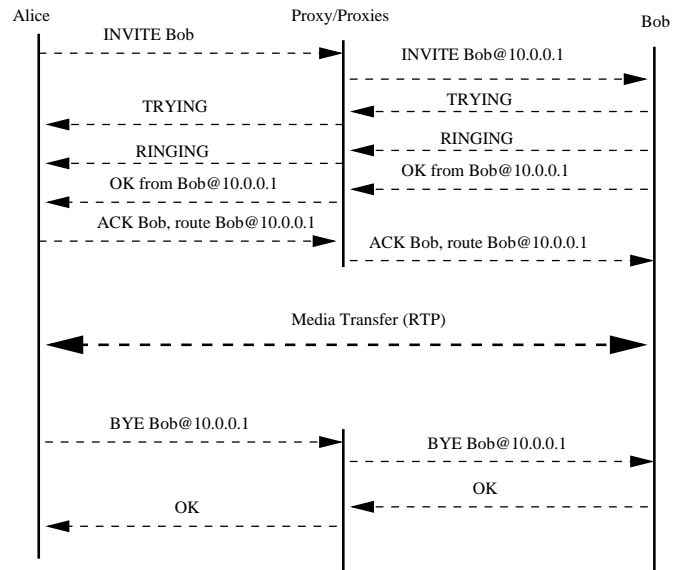 Alice
Proxy/Proxies
Bob
INVITE Bob
INVITE Bob@10.0.0.1
TRYING
TRYING
RINGING
RINGING
OK from Bob@10.0.0.1
OK from Bob@10.0.0.1
ACK Bob, route Bob@10.0.0.1
ACK Bob, route Bob@10.0.0.1
Media Transfer (RTP)
BYE Bob@10.0.0.1
BYE Bob@10.0.0.1
OK
OK